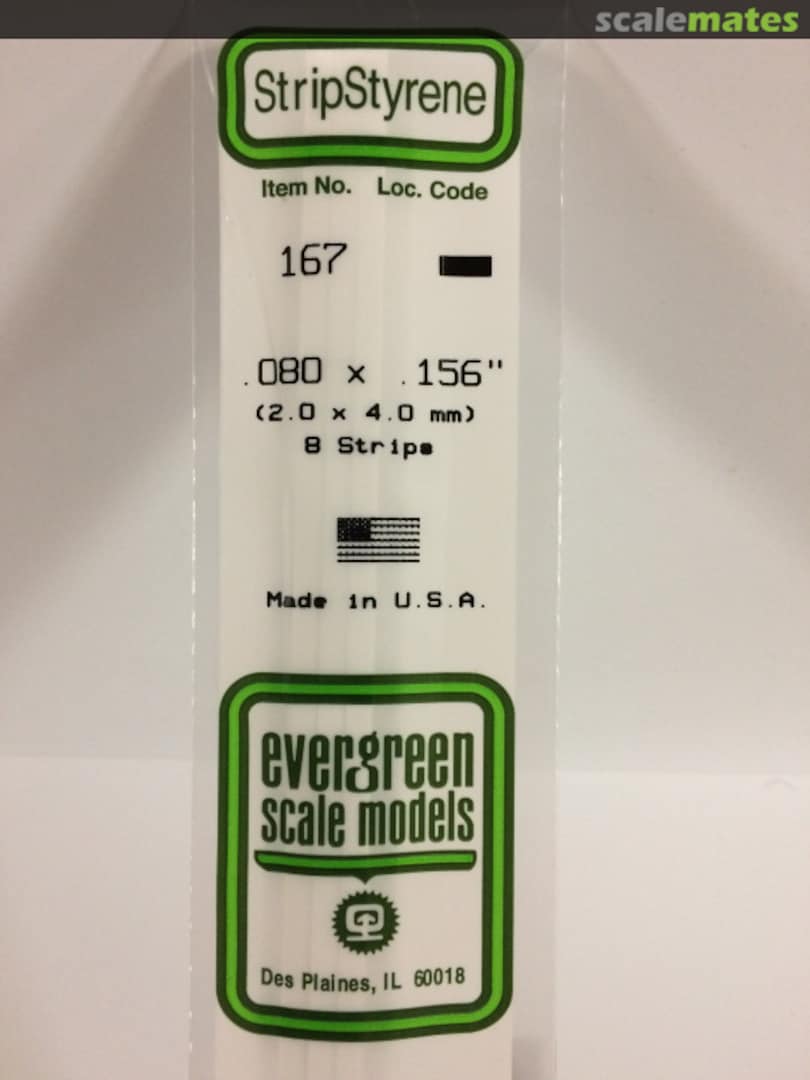 scalemates
StripStyrene
Item No. Loc. Code
167
.080 x .156"
(2.0 x 4.0 mm)
8 Strips
Made in U.S.A.
evergreen
scale models
Des Plaines, IL 60018